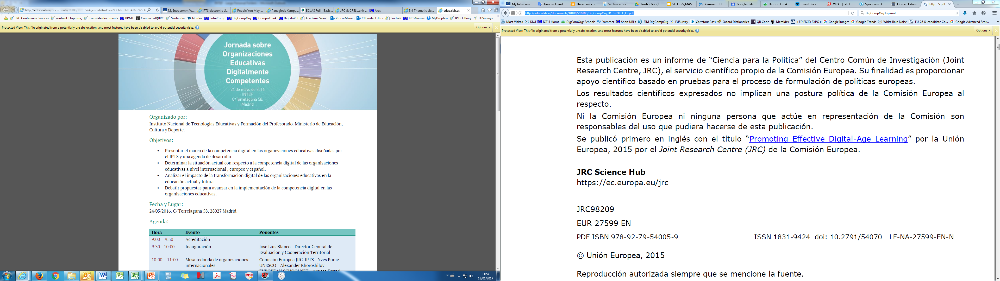 http://educalab.es/documents/10180/216105/AgendaJ24mES/a99366fa-5fd1-416c-92e3-
My Intracomm W...
IPTS electronic Li...
People You May ...
Panagiotis Kampy...
ECLAS Full - Basic...
JRC & CRELL.enlx ...
Ares
3.4 Thematic ele...
educalab.es
JRC Conference Services
winbank Πειραιώς
Translate documents
PPMT
Connected@JRC
Santander
Nordea
EntreComp
DigCompOrg
CompuThink
DigEduPol
AcademicSearch
ProcurManag
CfTender Editor
Find-eR
JRC-Names
MyDropbox
IPTS LiBrary
EUSurveys
Protected View: This file originated from a potentially unsafe location, and most features have been disabled to avoid potential security risks.
Options
Jornada sobre
Organizaciones
Educativas
Digitalmente
Competentes
24 de mayo de 2016
INTEF
C/Torrelaguna 58,
Madrid
Organizado por:
Instituto Nacional de Tecnologías Educativas y Formación del Profesorado. Ministerio de Educación,
Cultura y Deporte.
Objetivos:
• Presentar el marco de la competencia digital en las organizaciones educativas diseñadas por
el IPTS y una agenda de desarrollo.
• Determinar la situación actual con respecto a la competencia digital de las organizaciones
educativas a nivel internacional , europeo y español.
• Analizar el impacto de la transformación digital de las organizaciones educativas en la
educación actual y futura.
• Debatir propuestas para avanzar en la implementación de la competencia digital en las
organizaciones educativas.
Fecha y Lugar:
24/05/2016. C/ Torrelaguna 58, 28027 Madrid.
Agenda:
Hora Evento Ponentes
9:00 – 9:30 Acreditación
9:30 - 10:00 Inauguración José Luis Blanco - Director General de
Evaluacion y Cooperación Territorial
10:00 – 11:00 Mesa redonda de organizaciones Comisión Europea JRC-IPTS - Yves Punie
internacionales UNESCO - Alexander Khoroshilov
EN
11:57
18/01/2017
My Intracom...
Google Transl...
Thesaurus.co...
Sentence Exa...
Trash - Googl...
SELFiE-S_MAS...
Yammer : ET ...
Google Calen...
DigComOrg4...
TweetDeck
VIRAL | LiFO
Sync.com | C...
Home | Estoni...
http:...S.pdf
http://educalab.es/documents/10180/216105/DigCompOrg_IPTS-INTEF_ES.pdf
DigCompOrg Espanol
Most Visited
Kiwi
ICTLI Home
DigComOrg4Schools
Yammer
Short URLs
EIM DigCompOrg
EUSurvey
Carrefour Pass
Oxford Dictionaries
QR Code
Memidex
:: EDIFICIO EXPO ::
Google Images
Google Trends
White Rain Noise
EU-28 & candidate Co...
Google Advanced Sear...
Protected View: This file originated from a potentially unsafe location, and most features have been disabled to avoid potential security risks.
Options
Esta publicación es un informe de “Ciencia para la Política” del Centro Común de Investigación (Joint
Research Centre, JRC), el servicio científico propio de la Comisión Europea. Su finalidad es proporcionar
apoyo científico basado en pruebas para el proceso de formulación de políticas europeas.
Los resultados científicos expresados no implican una postura política de la Comisión Europea al
respecto.
Ni la Comisión Europea ni ninguna persona que actúe en representación de la Comisión son
responsables del uso que pudiera hacerse de esta publicación.
Se publicó primero en inglés con el título “Promoting Effective Digital-Age Learning” por la Unión
Europea, 2015 por el Joint Research Centre (JRC) de la Comisión Europea.
JRC Science Hub
https://ec.europa.eu/jrc
JRC98209
EUR 27599 EN
PDF ISBN 978-92-79-54005-9 ISSN 1831-9424 doi: 10.2791/54070 LF-NA-27599-EN-N
© Unión Europea, 2015
Reproducción autorizada siempre que se mencione la fuente.